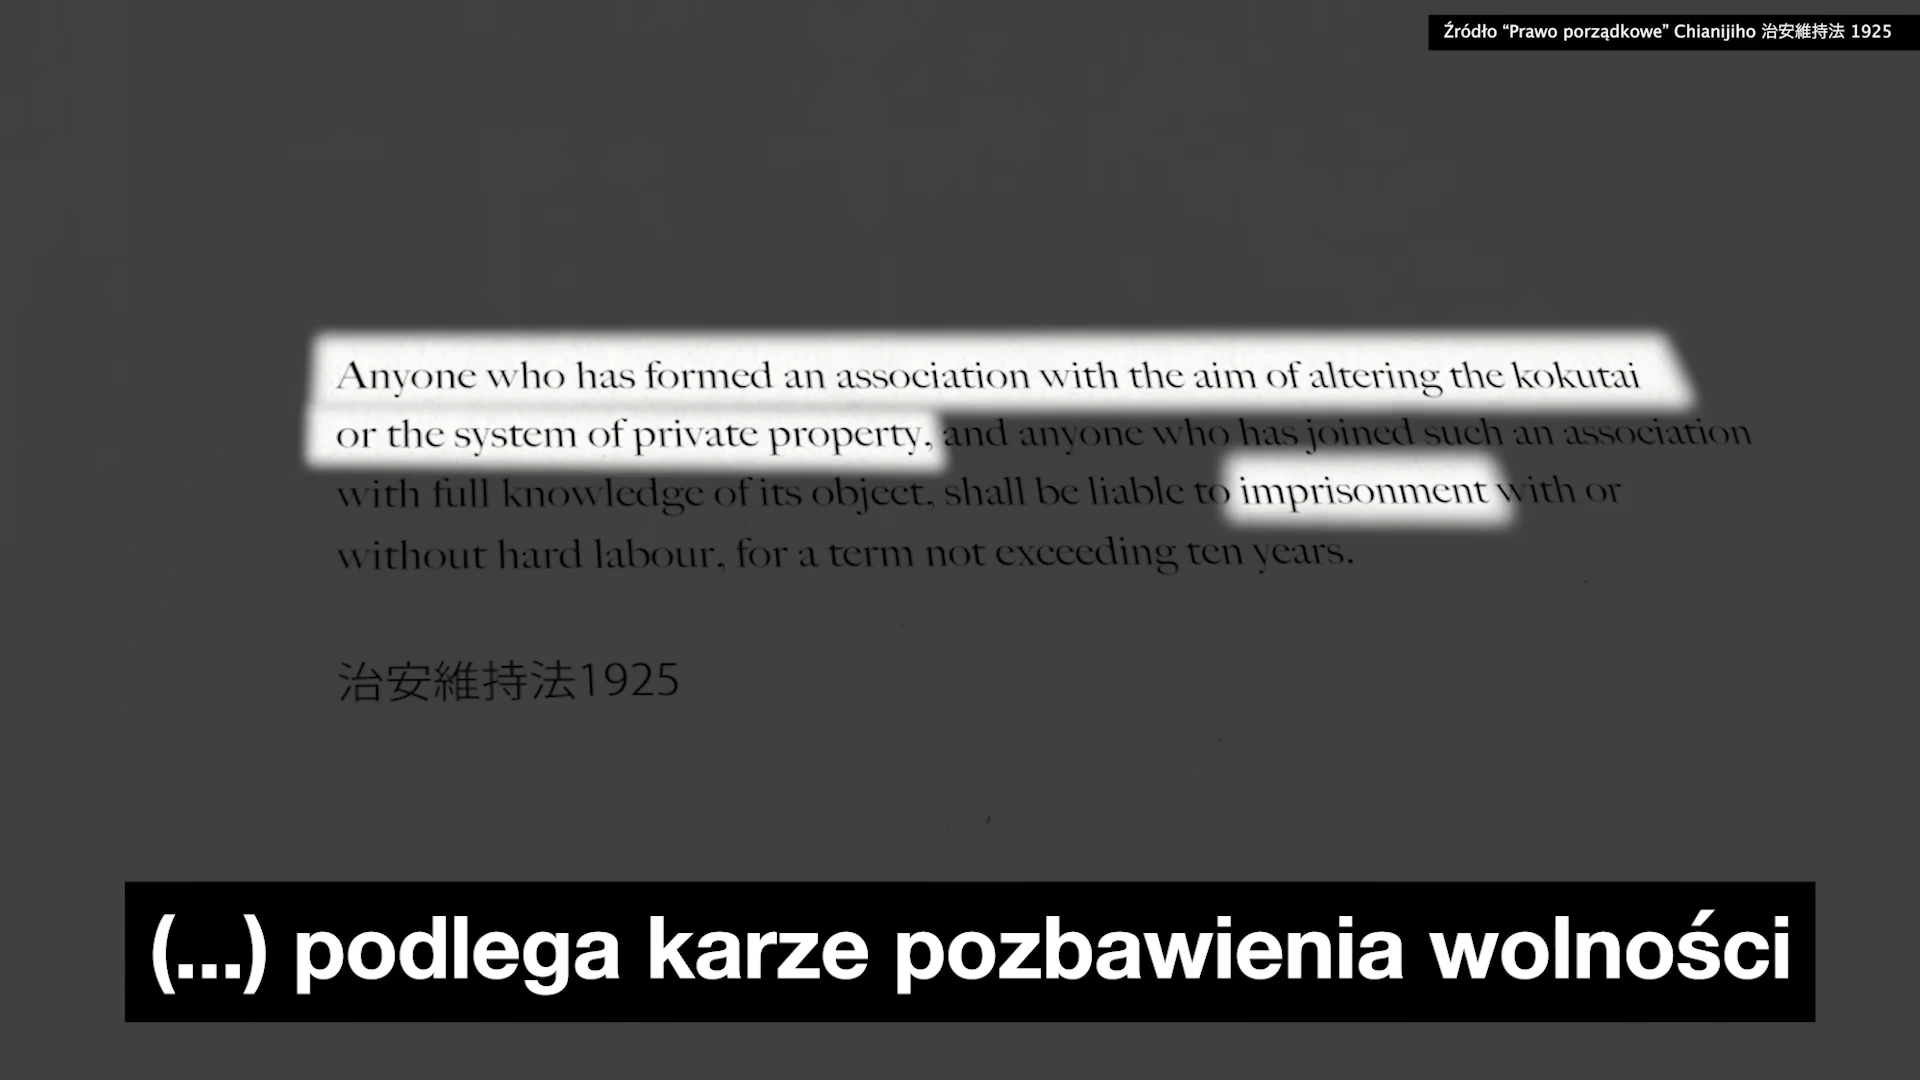 Źródło “Prawo porządkowe” Chianijiho 治安維持法 1925
Anyone who has formed an association with the aim of altering the kokutai
or the system of private property, and anyone who has joined such an association
with full knowledge of its object, shall be liable to imprisonment with or
without hard labour, for a term not exceeding ten years.
治安維持法1925
(...) podlega karze pozbawienia wolności